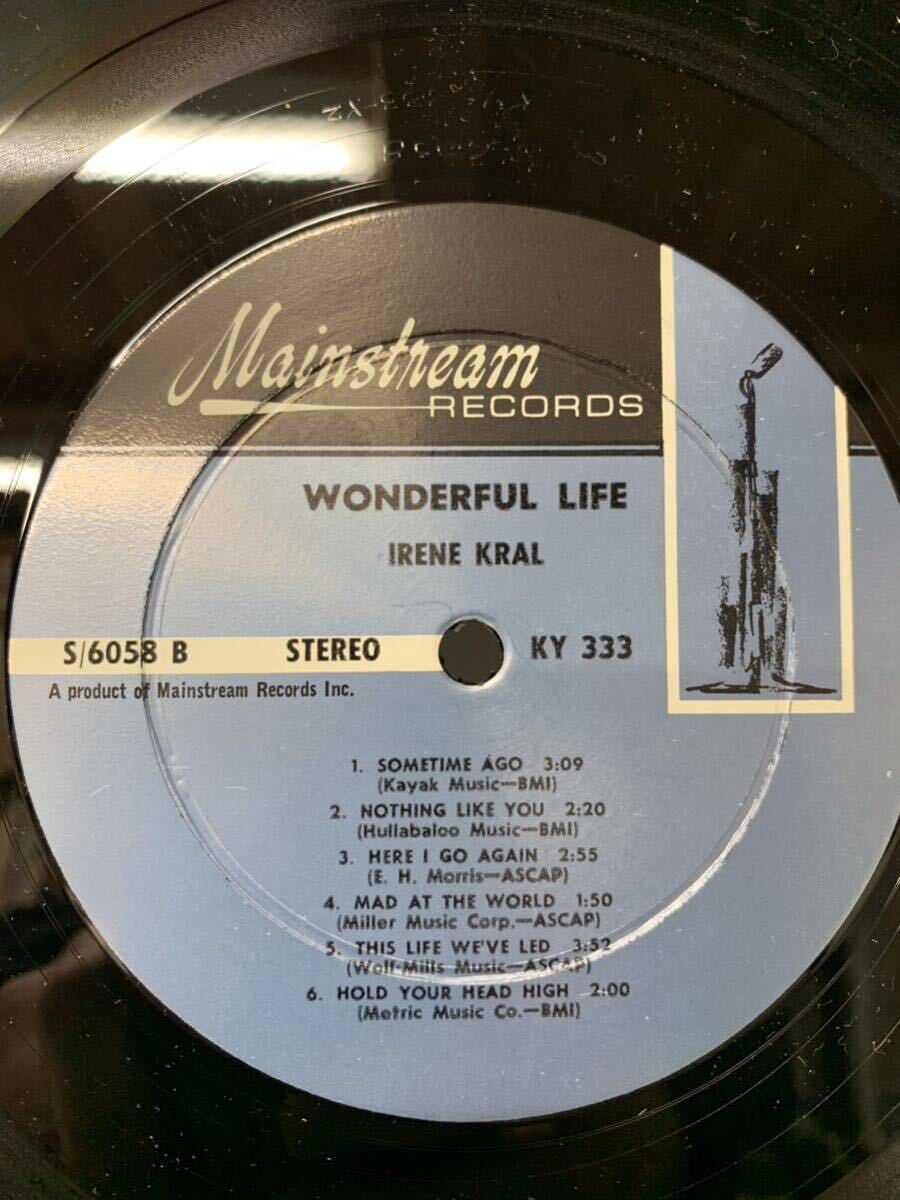 Mainstream
RECORDS
WONDERFUL LIFE
IRENE KRAL
S/6058 B STEREO KY 333
A product of Mainstream Records Inc.
1. SOMETIME AGO 3:09
(Kayak Music—BMI)
2. NOTHING LIKE YOU 2:20
(Hullabaloo Music—BMI)
3. HERE I GO AGAIN 2:55
(E. H. Morris—ASCAP)
4. MAD AT THE WORLD 1:50
(Miller Music Corp.—ASCAP)
5. THIS LIFE WE'VE LED 3:52
(Wolf-Mills Music—ASCAP)
6. HOLD YOUR HEAD HIGH 2:00
(Metric Music Co.—BMI)